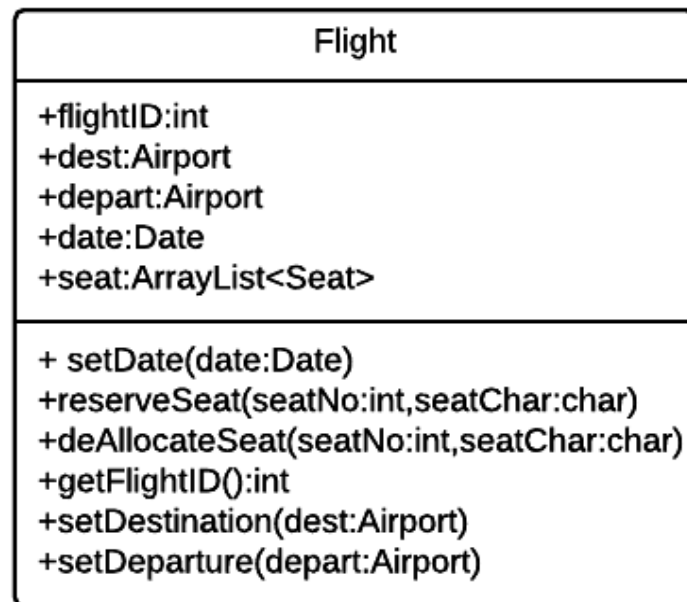 Flight
+flightID:int
+dest:Airport
+depart:Airport
+date:Date
+seat:ArrayList<Seat>
+ setDate(date:Date)
+reserveSeat(seatNo:int,seatChar:char)
+deAllocateSeat(seatNo:int,seatChar:char)
+getFlightID():int
+setDestination(dest:Airport)
+setDeparture(depart:Airport)